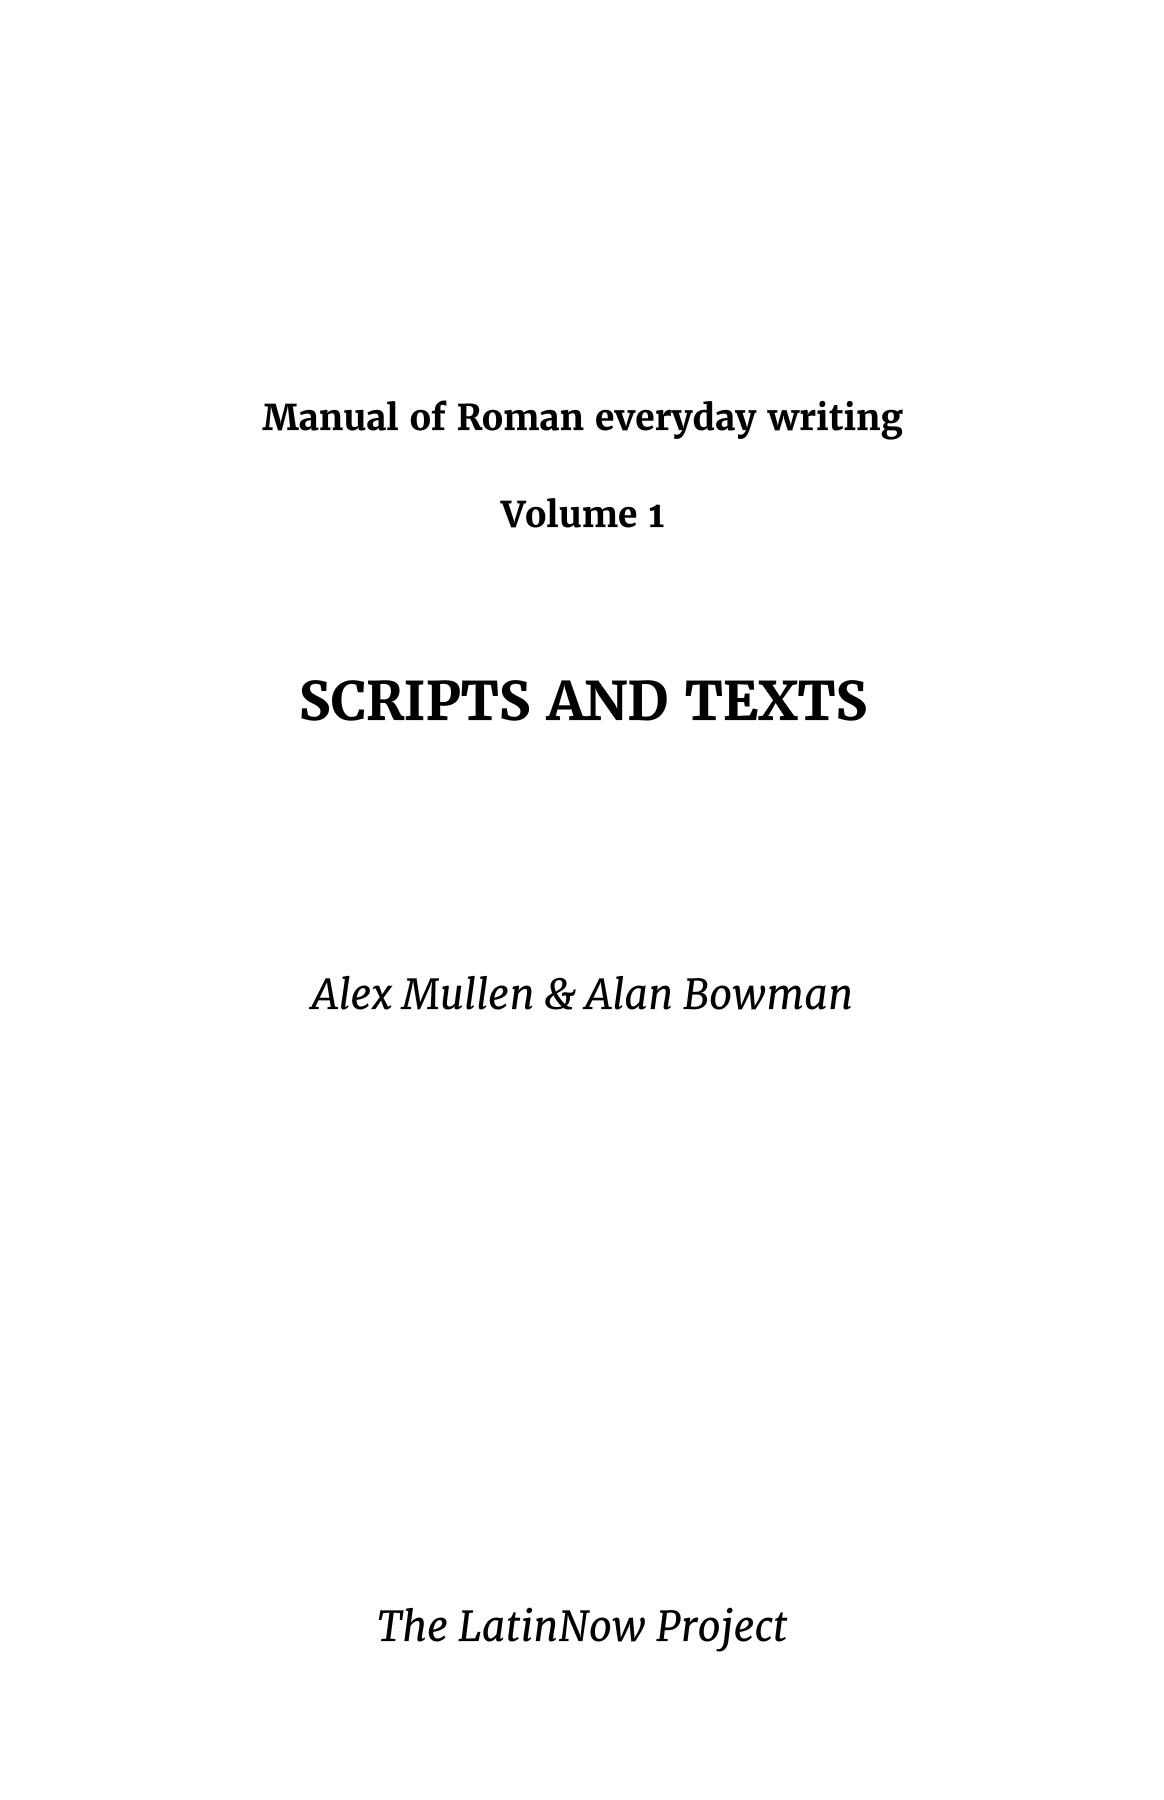 Manual of Roman everyday writing
Volume 1
SCRIPTS AND TEXTS
Alex Mullen & Alan Bowman
The LatinNow Project